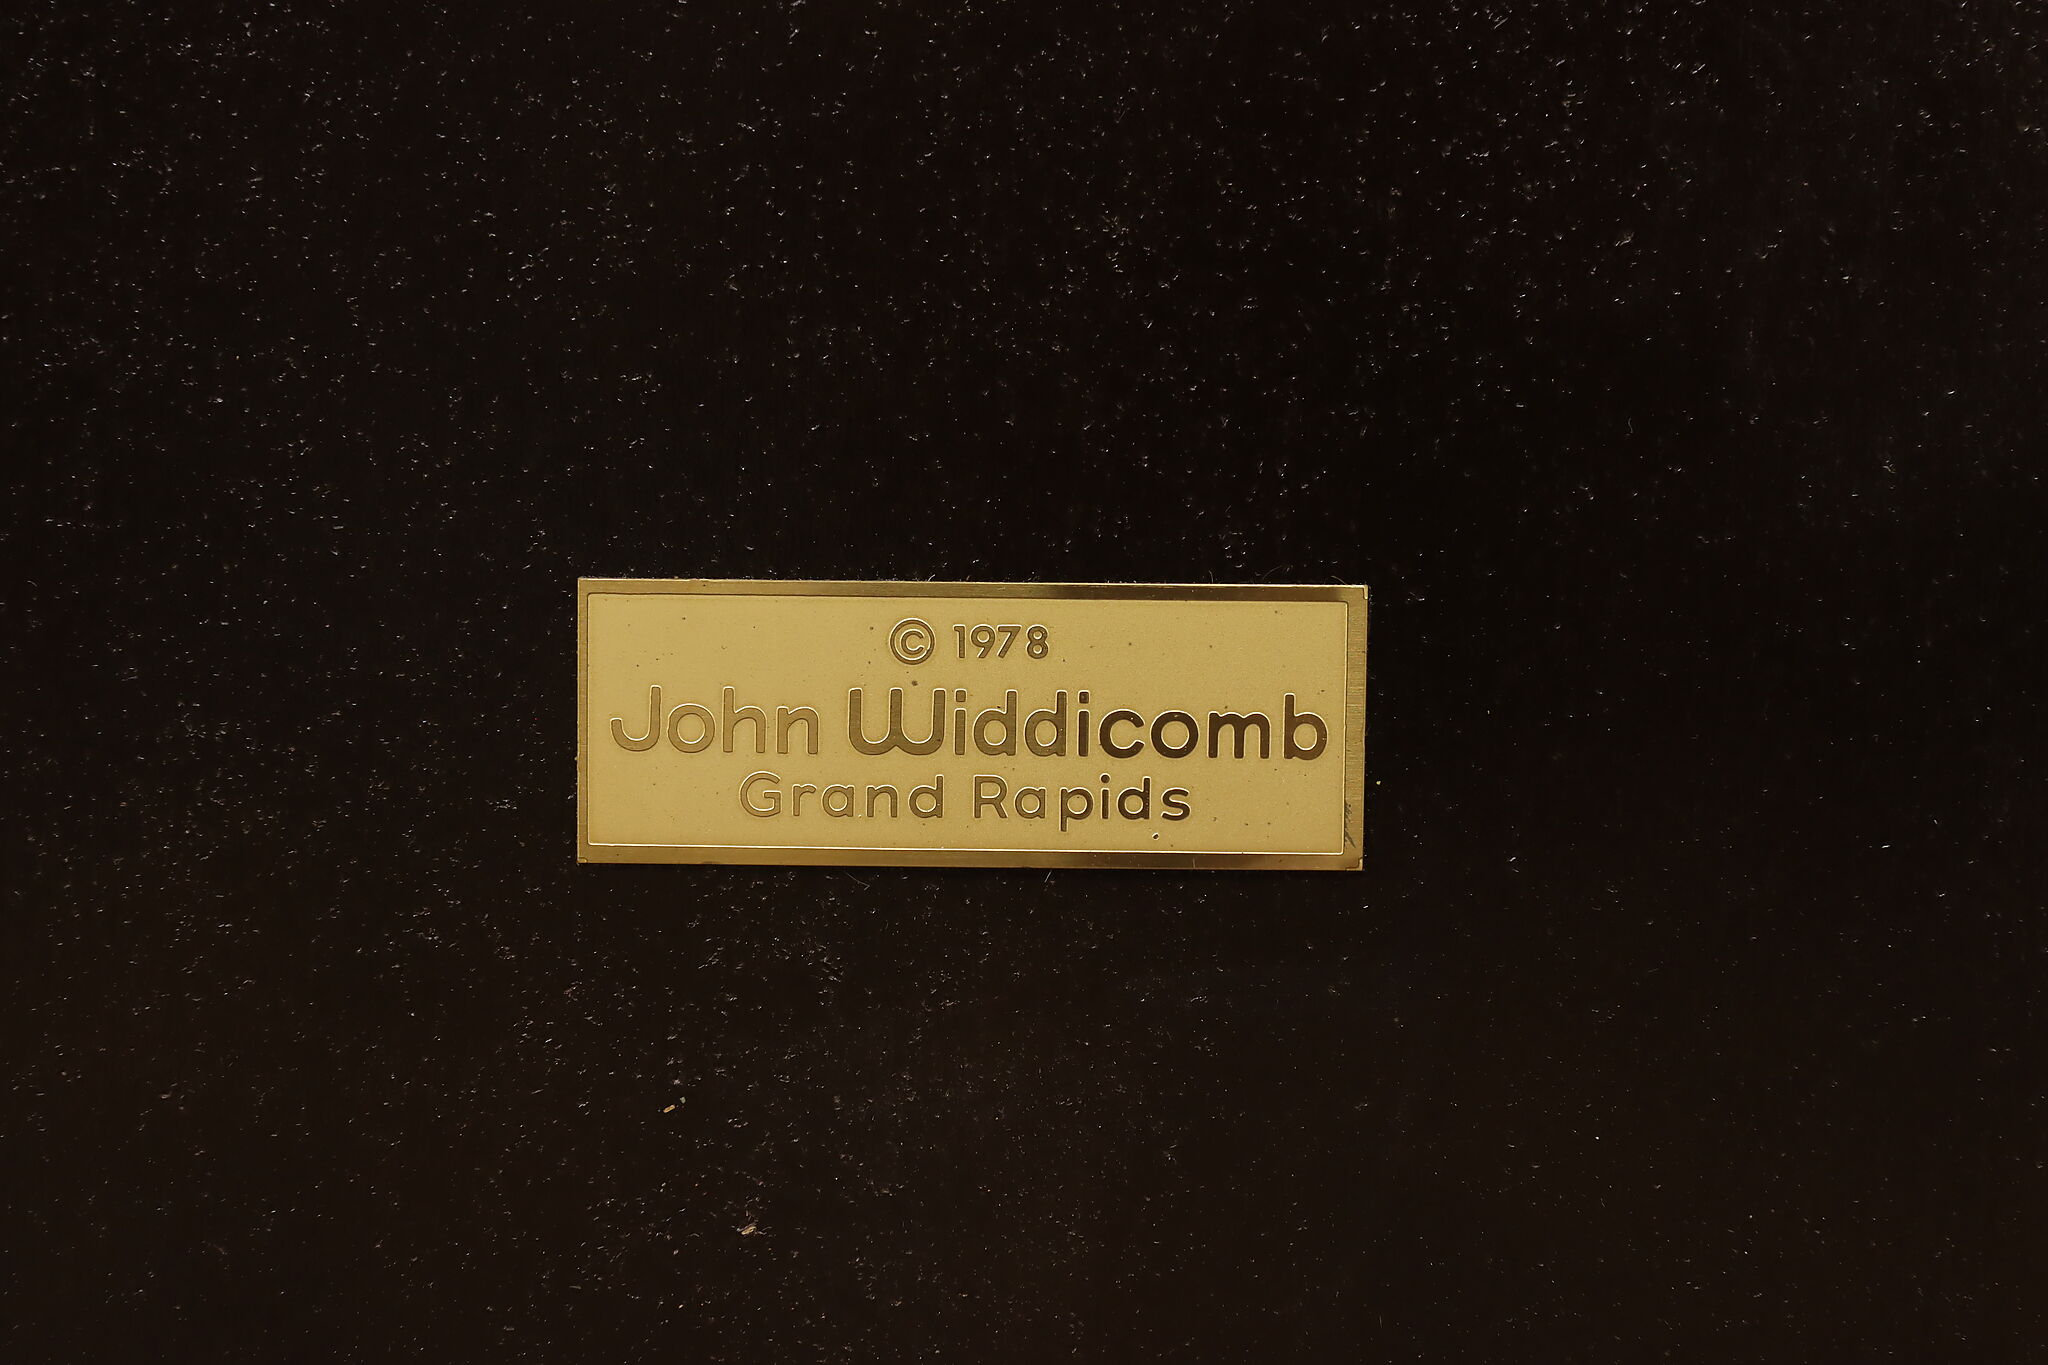 © 1978
John Widdicomb
Grand Rapids